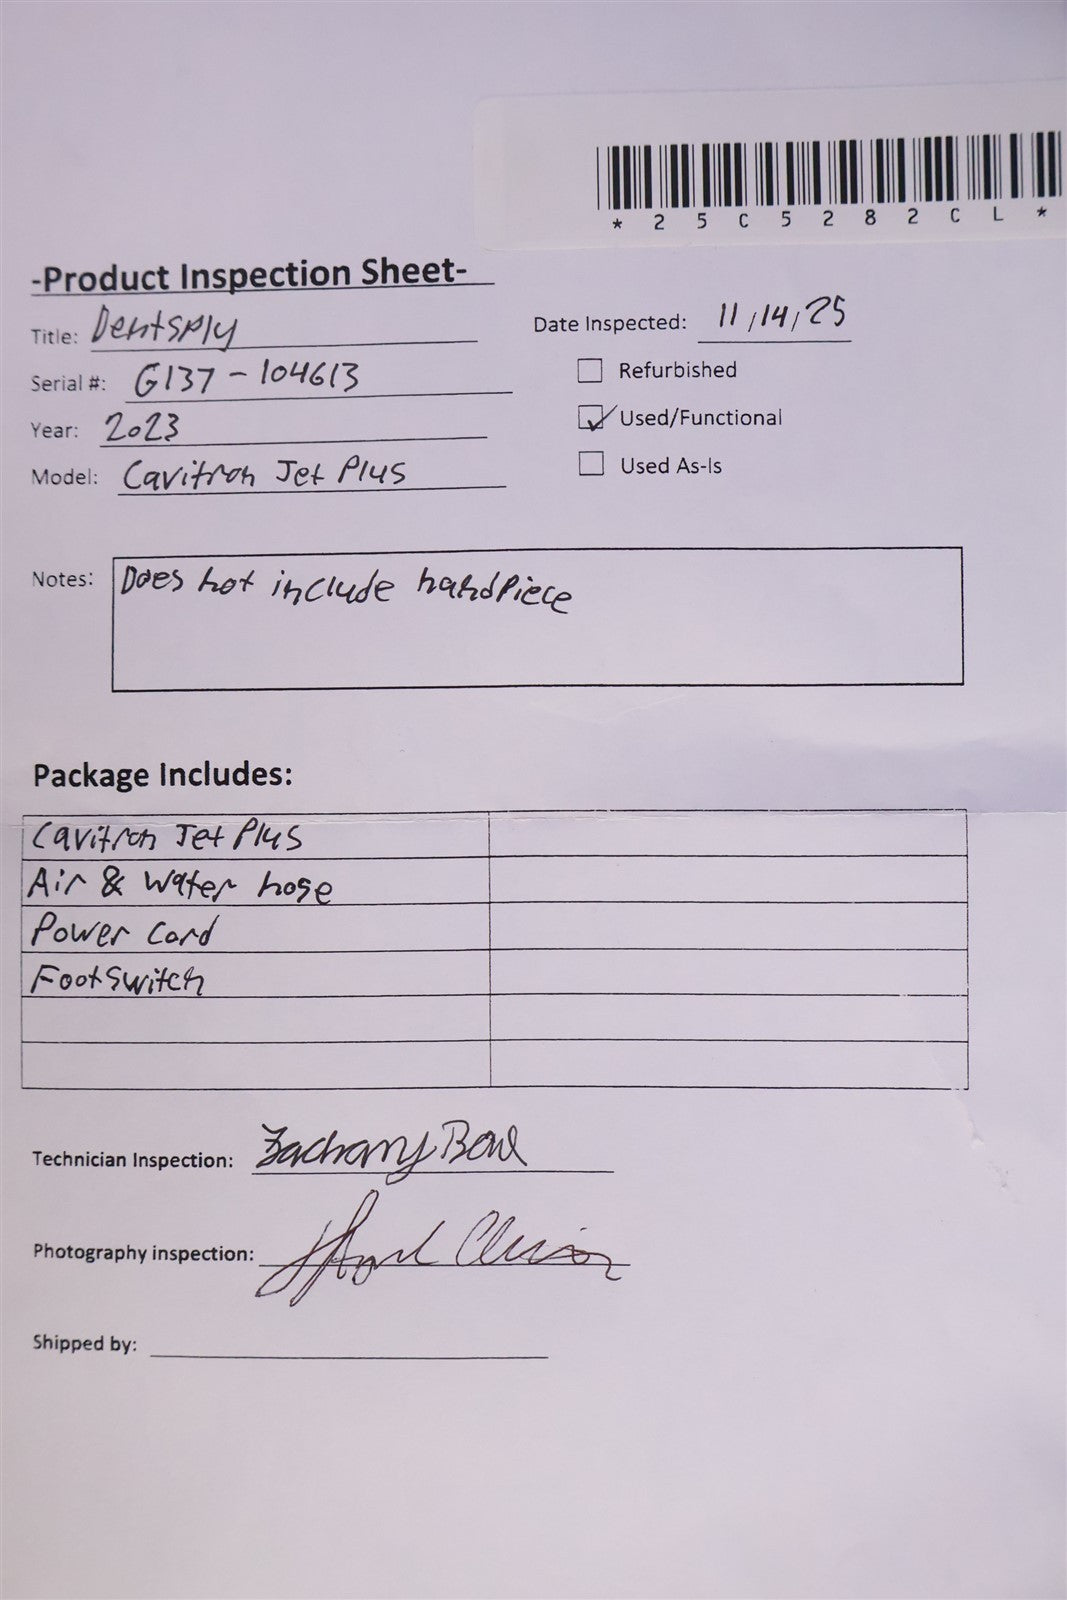 *25C5282CL*
-Product Inspection Sheet-
Title: Dentsply
Date Inspected: 11/14/25
Serial #: G137-104613
Refurbished
Year: 2023
Used/Functional
Model: Cavitron Jet Plus
Used As-Is
Notes: Does not include handpiece
Package Includes:
Cavitron Jet Plus
Air & Water hose
Power Cord
Footswitch
Technician Inspection: Zachary
Photography inspection:
Shipped by: